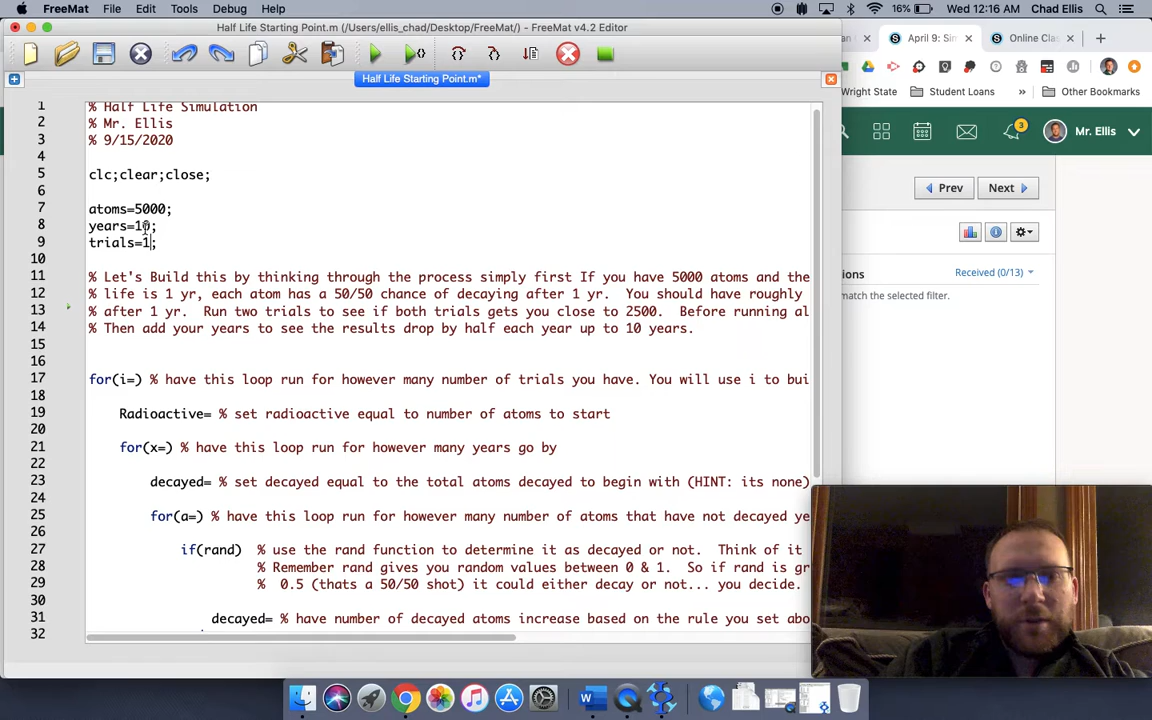 FreeMat File Edit Tools Debug Help 16% Wed 12:16 AM Chad Ellis
Half Life Starting Point.m (/Users/ellis_chad/Desktop/FreeMat/) - FreeMat v4.2 Editor
April 9: Sim
Online Cla
Wright State Student Loans » Other Bookmarks
Half Life Starting Point.m*
3 Mr. Ellis
Prev Next
ions Received (0/13)
match the selected filter.
1 % Half Life Simulation
2 % Mr. Ellis
3 % 9/15/2020
4
5 clc;clear;close;
6
7 atoms=5000;
8 years=10;
9 trials=1;
10
11 % Let's Build this by thinking through the process simply first If you have 5000 atoms and the
12 % life is 1 yr, each atom has a 50/50 chance of decaying after 1 yr. You should have roughly
13 % after 1 yr. Run two trials to see if both trials gets you close to 2500. Before running al
14 % Then add your years to see the results drop by half each year up to 10 years.
15
16
17 for(i=) % have this loop run for however many number of trials you have. You will use i to bui
18
19 Radioactive= % set radioactive equal to number of atoms to start
20
21 for(x=) % have this loop run for however many years go by
22
23 decayed= % set decayed equal to the total atoms decayed to begin with (HINT: its none)
24
25 for(a=) % have this loop run for however many number of atoms that have not decayed ye
26
27 if(rand) % use the rand function to determine it as decayed or not. Think of it
28 % Remember rand gives you random values between 0 & 1. So if rand is gr
29 % 0.5 (thats a 50/50 shot) it could either decay or not... you decide.
30
31 decayed= % have number of decayed atoms increase based on the rule you set abo
32